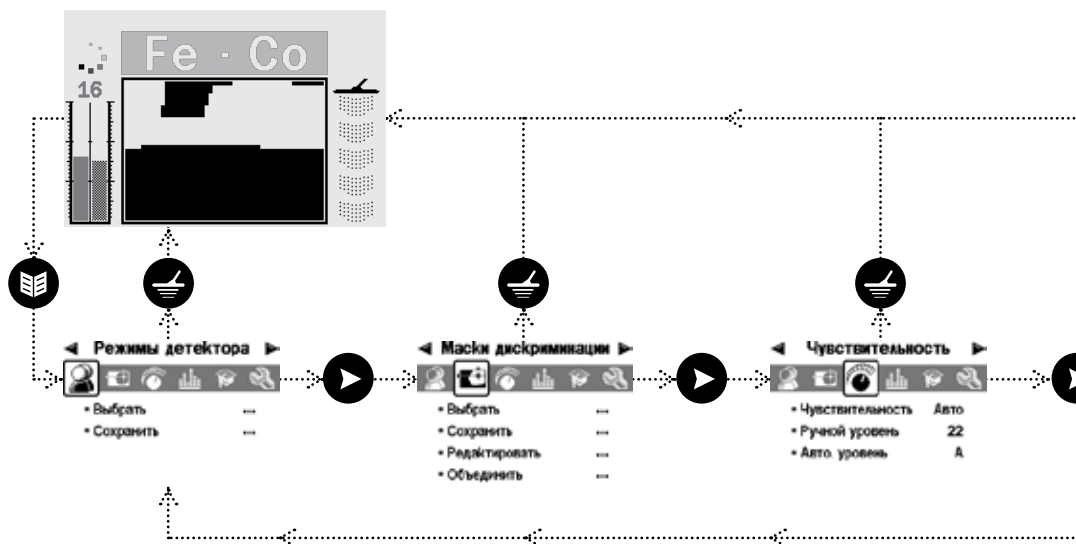 Fe · Co
16
Режимы детектора
Выбрать ---
Сохранить ---
Маски дискриминации
Выбрать ---
Сохранить ---
Редактировать ---
Объединить ---
Чувствительность
Чувствительность Авто
Ручной уровень 22
Авто. уровень А